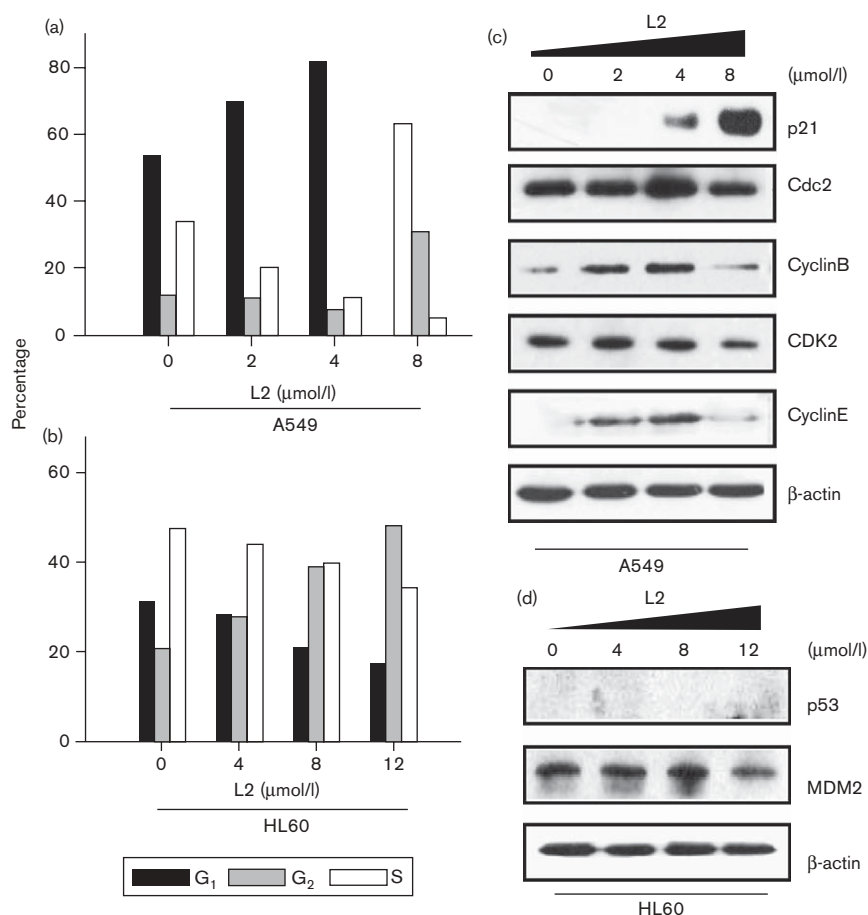 (a)
80
60
40
20
0
0 2 4 8
L2 (μmol/l)
A549
Percentage
(b)
60
40
20
0
0 4 8 12
L2 (μmol/l)
HL60
G₁ G₂ S
(c)
L2
0 2 4 8 (μmol/l)
p21
Cdc2
CyclinB
CDK2
CyclinE
β-actin
A549
(d)
L2
0 4 8 12 (μmol/l)
p53
MDM2
β-actin
HL60